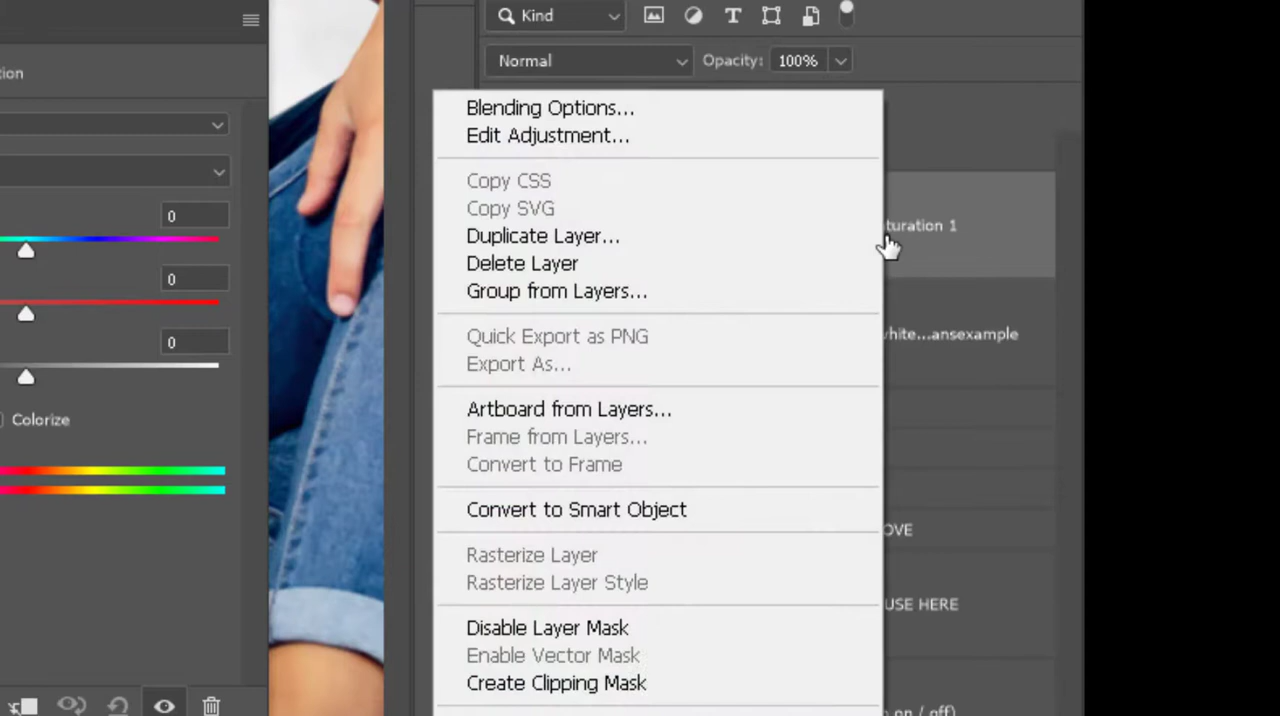 Kind
tion
Normal
Opacity: 100%
Blending Options...
Edit Adjustment...
Copy CSS
0
Copy SVG
turation 1
Duplicate Layer...
Delete Layer
0
Group from Layers...
Quick Export as PNG
white...ansexample
0
Export As...
Artboard from Layers...
Colorize
Frame from Layers...
Convert to Frame
Convert to Smart Object
OVE
Rasterize Layer
Rasterize Layer Style
USE HERE
Disable Layer Mask
Enable Vector Mask
Create Clipping Mask
on / off)